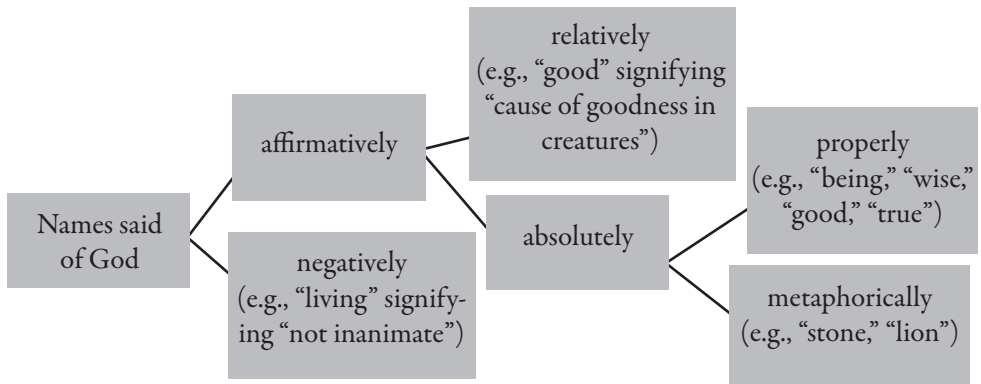 Names said
of God
affirmatively
negatively
(e.g., “living” signify-
ing “not inanimate”)
relatively
(e.g., “good” signifying
“cause of goodness in
creatures”)
absolutely
properly
(e.g., “being,” “wise,”
“good,” “true”)
metaphorically
(e.g., “stone,” “lion”)